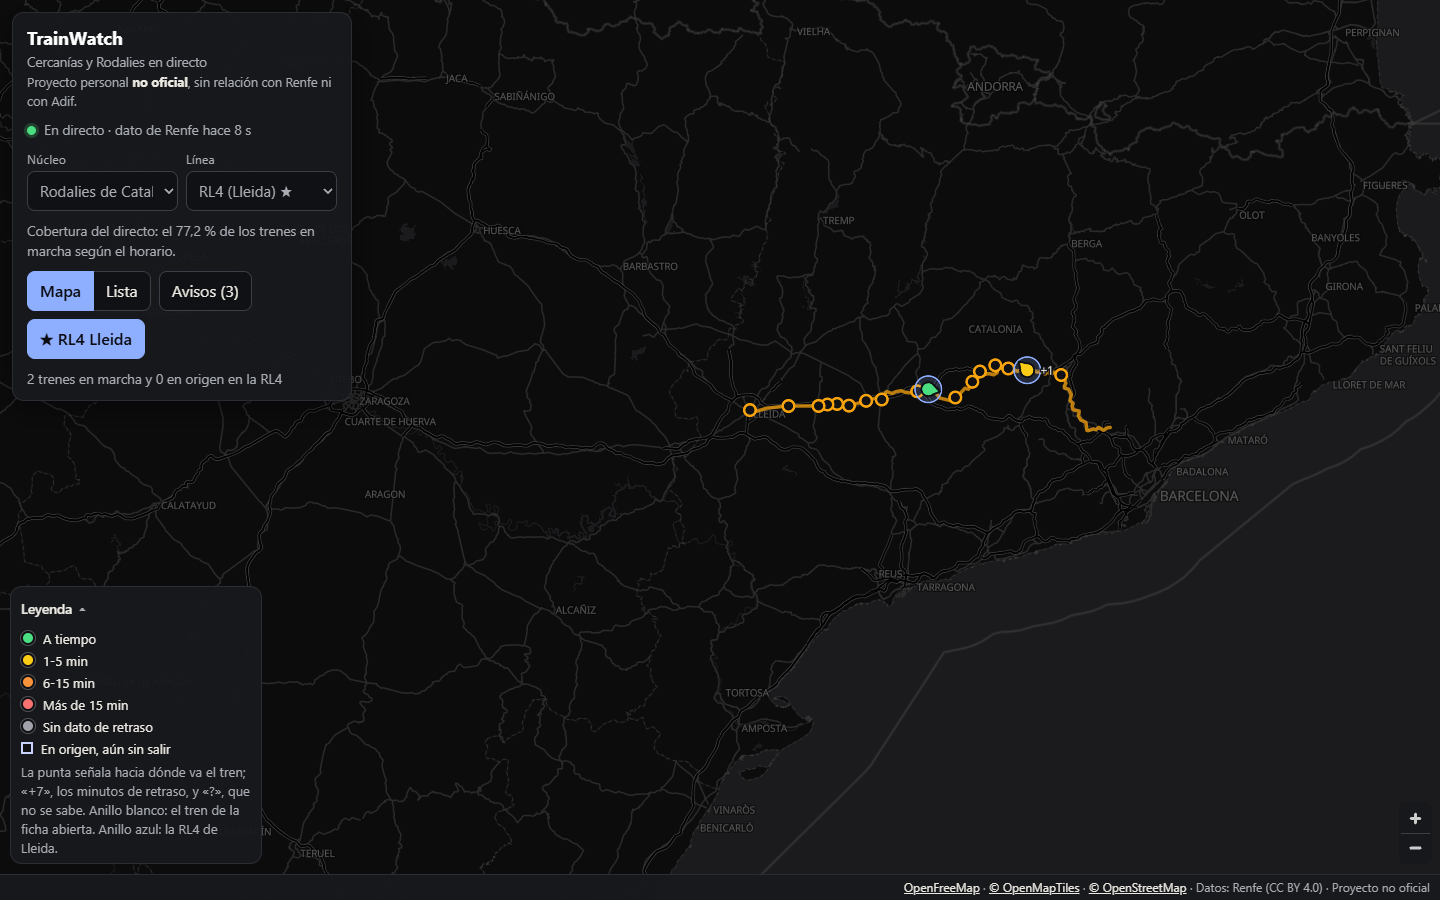 TrainWatch
Cercanías y Rodalies en directo
Proyecto personal no oficial, sin relación con Renfe ni
con Adif.
En directo · dato de Renfe hace 8 s
Núcleo
Línea
Rodalies de Catal
RL4 (Lleida) ★
Cobertura del directo: el 77,2 % de los trenes en
marcha según el horario.
Mapa
Lista
Avisos (3)
★ RL4 Lleida
2 trenes en marcha y 0 en origen en la RL4
VIELHA
PERPIGNAN
JACA
SABIÑÁNIGO
ANDORRA
FIGUERES
OLOT
TREMP
HUESCA
BANYOLES
BERGA
BARBASTRO
GIRONA
PALAI
CATALONIA
SANT FELIU
DE GUÍXOLS
+1
LLORET DE MAR
ZARAGOZA
LLEIDA
CUARTE DE HUERVA
MATARÓ
BADALONA
ARAGON
BARCELONA
CALATAYUD
REUS
TARRAGONA
ALCAÑIZ
TORTOSA
AMPOSTA
VINARÒS
BENICARLÓ
TERUEL
Leyenda
A tiempo
1-5 min
6-15 min
Más de 15 min
Sin dato de retraso
En origen, aún sin salir
La punta señala hacia dónde va el tren;
«+7», los minutos de retraso, y «?», que
no se sabe. Anillo blanco: el tren de la
ficha abierta. Anillo azul: la RL4 de
Lleida.
+
−
OpenFreeMap · © OpenMapTiles · © OpenStreetMap · Datos: Renfe (CC BY 4.0) · Proyecto no oficial